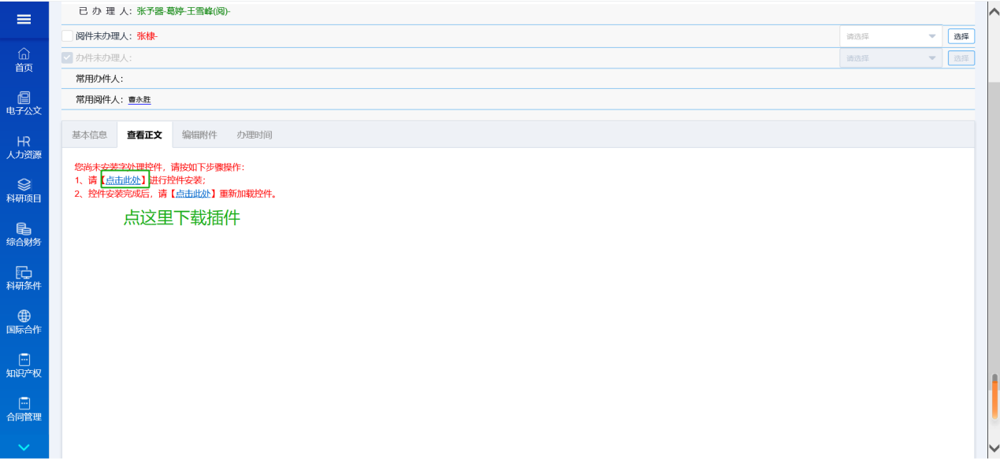 已 办 理 人：张予器-葛婷-王雪峰(阅)-
阅件未办理人：张棣- 请选择 选择
办件未办理人： 请选择 选择
常用办件人：
常用阅件人：曹永胜
首页
电子公文
HR
人力资源
科研项目
综合财务
科研条件
国际合作
知识产权
合同管理
基本信息 查看正文 编辑附件 办理时间
您尚未安装字处理控件，请按如下步骤操作：
1、请【点击此处】进行控件安装；
2、控件安装完成后，请【点击此处】重新加载控件。
点这里下载插件